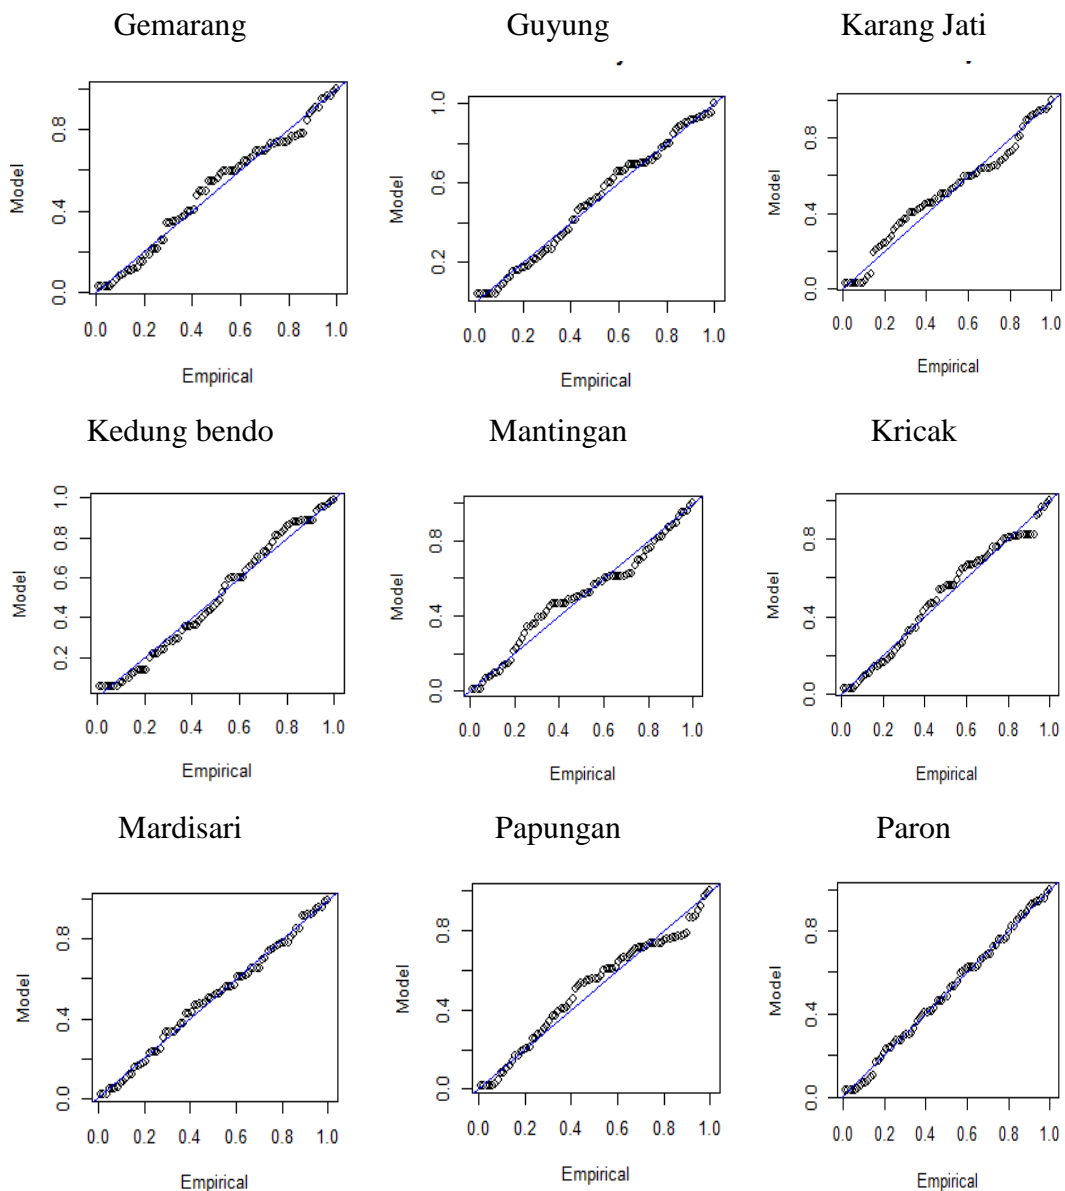 Gemarang Guyung Karang Jati
Model 0.0 0.4 0.8
0.0 0.2 0.4 0.6 0.8 1.0
Empirical
Model 0.2 0.6 1.0
0.0 0.2 0.4 0.6 0.8 1.0
Empirical
Model 0.0 0.4 0.8
0.0 0.2 0.4 0.6 0.8 1.0
Empirical
Kedung bendo Mantingan Kricak
Model 0.2 0.4 0.6 0.8 1.0
0.0 0.2 0.4 0.6 0.8 1.0
Empirical
Model 0.0 0.4 0.8
0.0 0.2 0.4 0.6 0.8 1.0
Empirical
Model 0.0 0.4 0.8
0.0 0.2 0.4 0.6 0.8 1.0
Empirical
Mardisari Papungan Paron
Model 0.0 0.4 0.8
0.0 0.2 0.4 0.6 0.8 1.0
Empirical
Model 0.0 0.4 0.8
0.0 0.2 0.4 0.6 0.8 1.0
Empirical
Model 0.0 0.4 0.8
0.0 0.2 0.4 0.6 0.8 1.0
Empirical